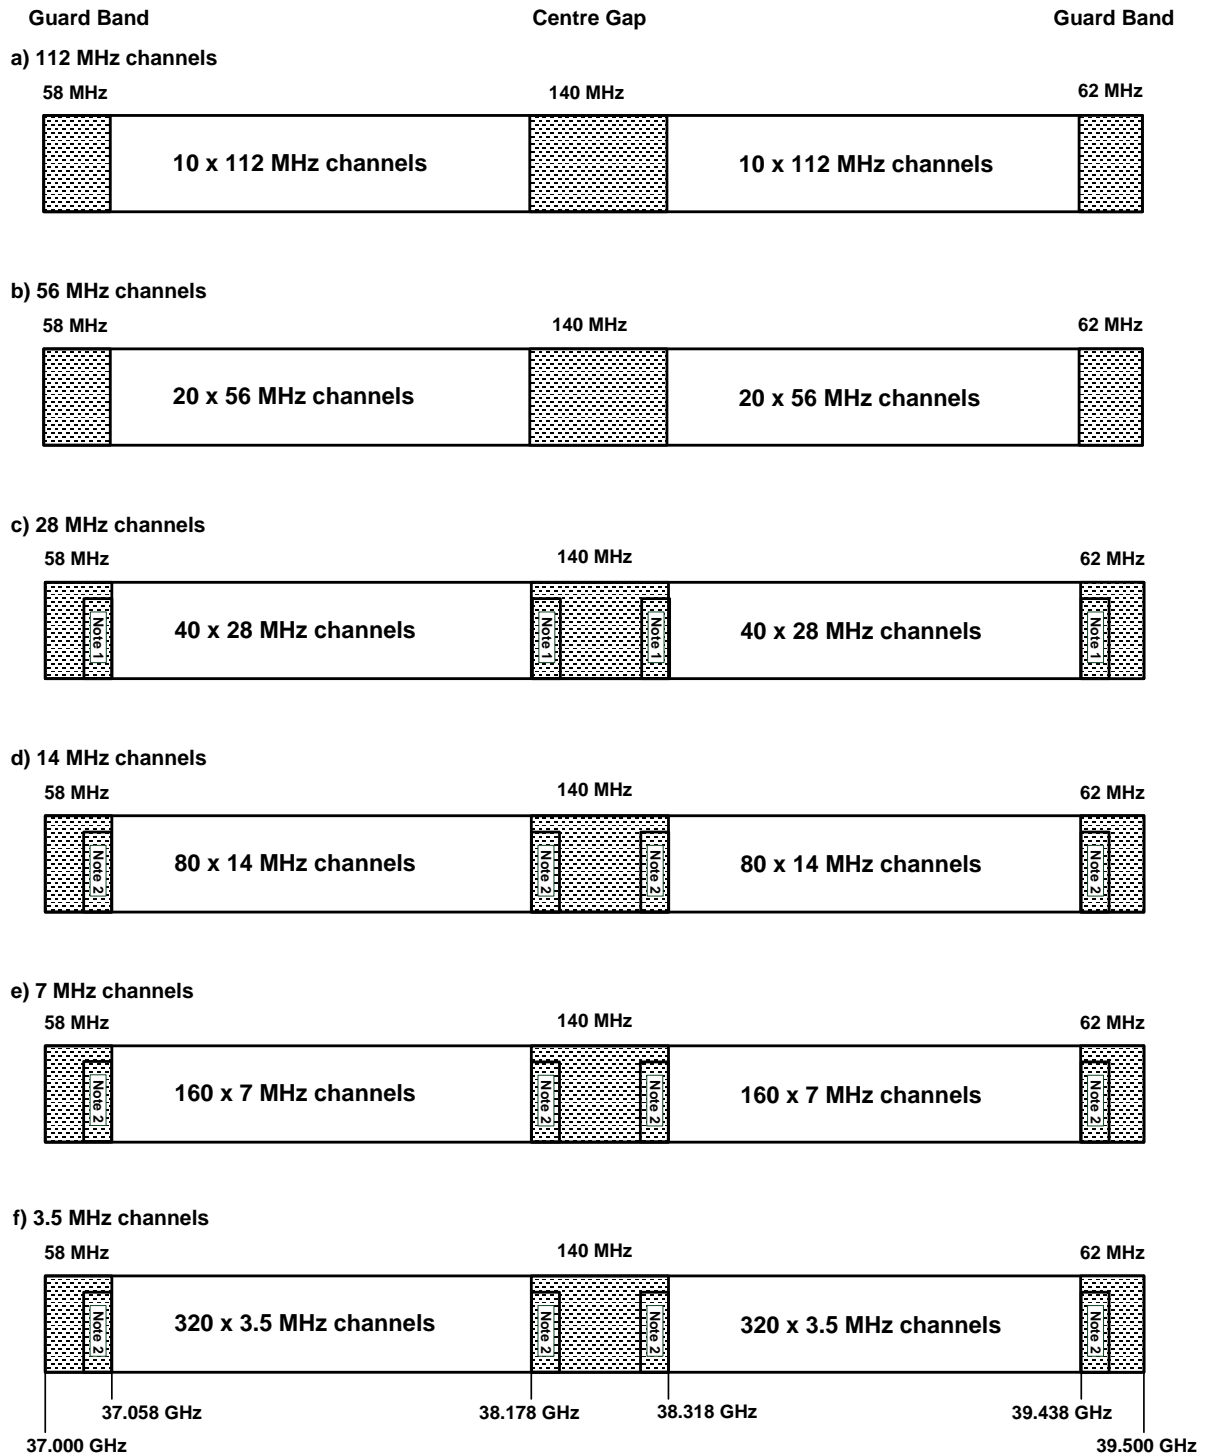 Guard Band Centre Gap Guard Band
a) 112 MHz channels
58 MHz 140 MHz 62 MHz
10 x 112 MHz channels 10 x 112 MHz channels
b) 56 MHz channels
58 MHz 140 MHz 62 MHz
20 x 56 MHz channels 20 x 56 MHz channels
c) 28 MHz channels
58 MHz 140 MHz 62 MHz
Note 1 40 x 28 MHz channels Note 1 Note 1 40 x 28 MHz channels Note 1
d) 14 MHz channels
58 MHz 140 MHz 62 MHz
Note 2 80 x 14 MHz channels Note 2 Note 2 80 x 14 MHz channels Note 2
e) 7 MHz channels
58 MHz 140 MHz 62 MHz
Note 2 160 x 7 MHz channels Note 2 Note 2 160 x 7 MHz channels Note 2
f) 3.5 MHz channels
58 MHz 140 MHz 62 MHz
Note 2 320 x 3.5 MHz channels Note 2 Note 2 320 x 3.5 MHz channels Note 2
37.058 GHz 38.178 GHz 38.318 GHz 39.438 GHz
37.000 GHz 39.500 GHz